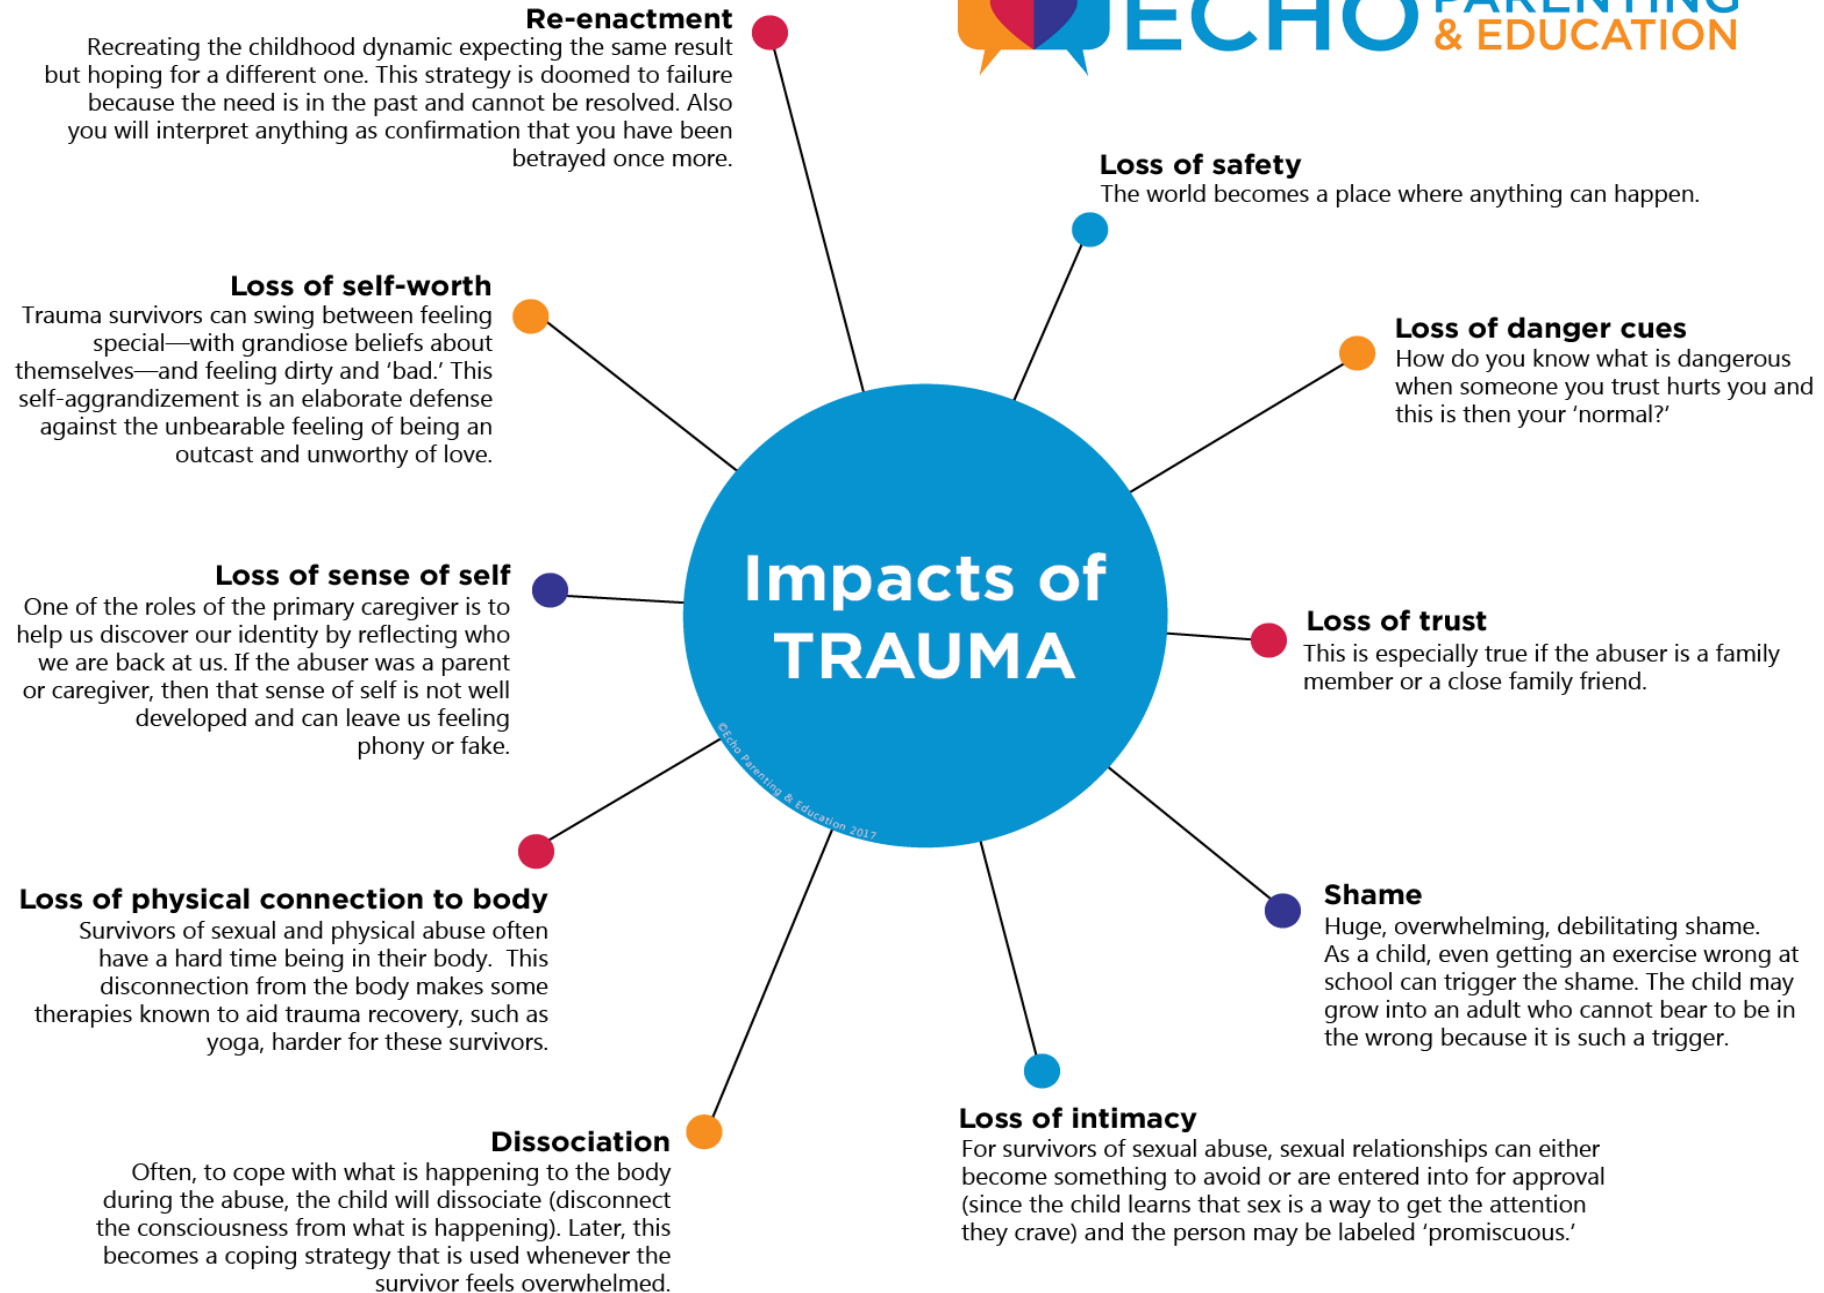 Re-enactment
Recreating the childhood dynamic expecting the same result
but hoping for a different one. This strategy is doomed to failure
because the need is in the past and cannot be resolved. Also
you will interpret anything as confirmation that you have been
betrayed once more.
ECHO
PARENTING
& EDUCATION
Loss of safety
The world becomes a place where anything can happen.
Loss of self-worth
Trauma survivors can swing between feeling
special—with grandiose beliefs about
themselves—and feeling dirty and ‘bad.’ This
self-aggrandizement is an elaborate defense
against the unbearable feeling of being an
outcast and unworthy of love.
Loss of danger cues
How do you know what is dangerous
when someone you trust hurts you and
this is then your ‘normal?’
Impacts of
TRAUMA
©Echo Parenting & Education 2017
Loss of sense of self
One of the roles of the primary caregiver is to
help us discover our identity by reflecting who
we are back at us. If the abuser was a parent
or caregiver, then that sense of self is not well
developed and can leave us feeling
phony or fake.
Loss of trust
This is especially true if the abuser is a family
member or a close family friend.
Loss of physical connection to body
Survivors of sexual and physical abuse often
have a hard time being in their body.  This
disconnection from the body makes some
therapies known to aid trauma recovery, such as
yoga, harder for these survivors.
Shame
Huge, overwhelming, debilitating shame.
As a child, even getting an exercise wrong at
school can trigger the shame. The child may
grow into an adult who cannot bear to be in
the wrong because it is such a trigger.
Dissociation
Often, to cope with what is happening to the body
during the abuse, the child will dissociate (disconnect
the consciousness from what is happening). Later, this
becomes a coping strategy that is used whenever the
survivor feels overwhelmed.
Loss of intimacy
For survivors of sexual abuse, sexual relationships can either
become something to avoid or are entered into for approval
(since the child learns that sex is a way to get the attention
they crave) and the person may be labeled ‘promiscuous.’